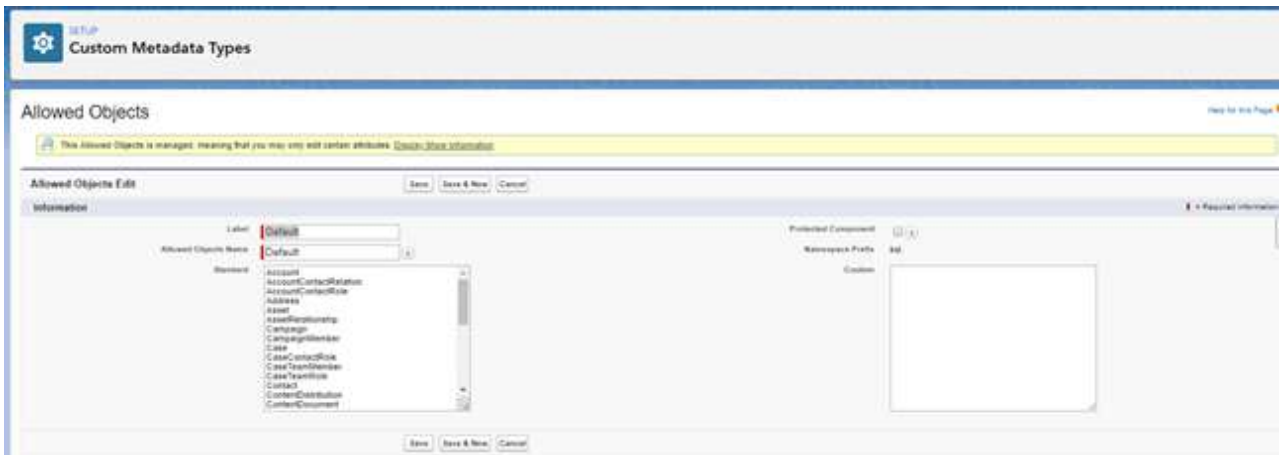 SETUP
Custom Metadata Types
Allowed Objects
Help for this Page
This Allowed Objects is managed, meaning that you may only edit certain attributes. Display More Information
Allowed Objects Edit
Save Save & New Cancel
Information
= Required Information
Label Default
Protected Component
Allowed Objects Name Default
Namespace Prefix
Standard
Custom
Account
AccountContactRelation
AccountContactRole
Address
Asset
AssetRelationship
Campaign
CampaignMember
Case
CaseContactRole
CaseTeamMember
CaseTeamRole
Contact
ContentDistribution
ContentDocument
Save Save & New Cancel